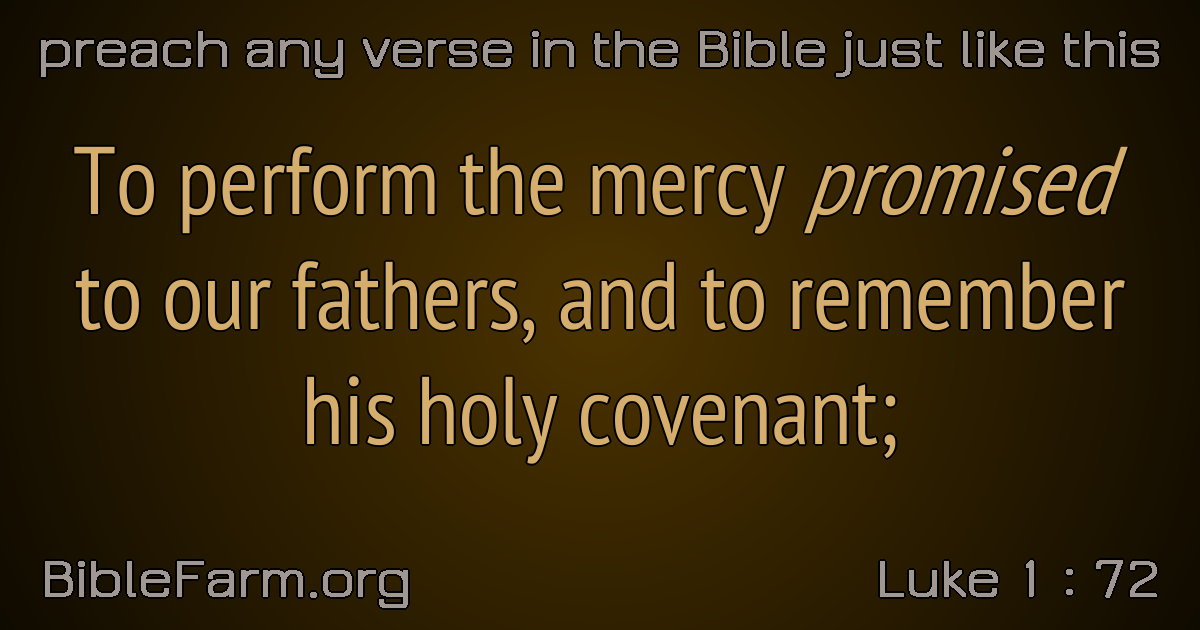 preach any verse in the Bible just like this
To perform the mercy promised
to our fathers, and to remember
his holy covenant;
BibleFarm.org
Luke 1 : 72